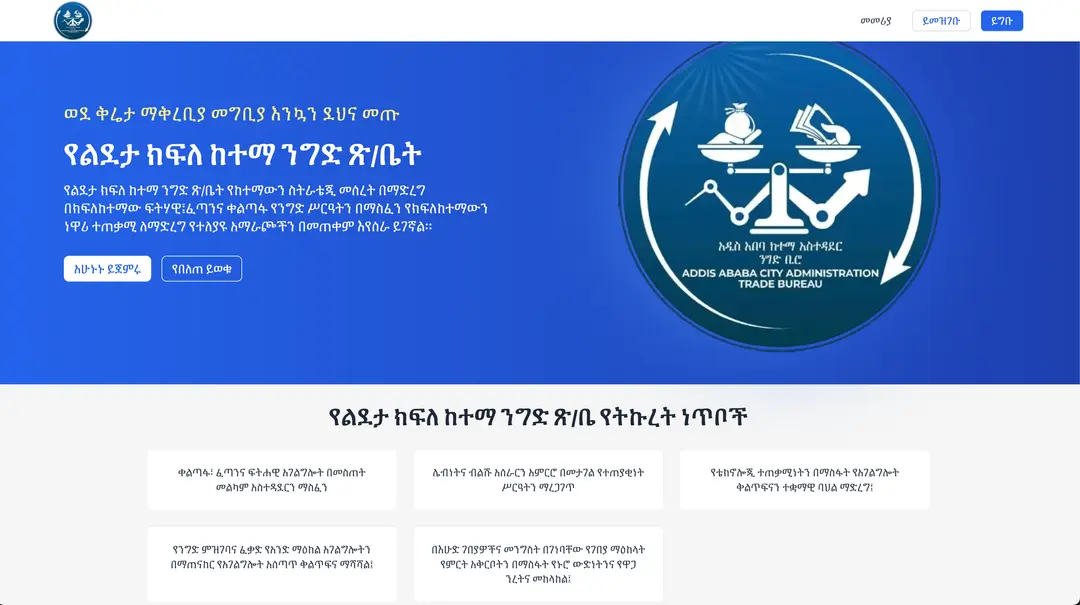 መመሪያ
ይመዝገቡ
ይግቡ
ወደ ቅሬታ ማቅረቢያ መግቢያ እንኳን ደህና መጡ
የልደታ ክፍለ ከተማ ንግድ ጽ/ቤት
የልደታ ክፍለ ከተማ ንግድ ጽ/ቤት የከተማውን ስትራቴጂ መሰረት በማድረግ
በክፍለከተማው ፍትሃዊ፤ፈጣንና ቀልጣፋ የንግድ ሥርዓትን በማስፈን የክፍለከተማውን
ነዋሪ ተጠቃሚ ለማድረግ የተለያዩ አማራጮችን በመጠቀም እየሰራ ይገኛል።
አሁኑኑ ይጀምሩ
የበለጠ ይወቁ
አዲስ አበባ ከተማ አስተዳደር
ንግድ ቢሮ
ADDIS ABABA CITY ADMINISTRATION
TRADE BUREAU
የልደታ ክፍለ ከተማ ንግድ ጽ/ቤ የትኩረት ነጥቦች
ቀልጣፋ፣ ፈጣንና ፍትሐዊ አገልግሎት በመስጠት
መልካም አስተዳደርን ማስፈን
ሌብነትና ብልሹ አሰራርን አምርሮ በመታገል የተጠያቂነት
ሥርዓትን ማረጋገጥ
የቴክኖሎጂ ተጠቃሚነትን በማስፋት የአገልግሎት
ቅልጥፍናን ተቋማዊ ባህል ማድረግ፤
የንግድ ምዝገባና ፈቃድ የአንድ ማዕከል አገልግሎትን
በማጠናከር የአገልግሎት አሰጣጥ ቀልጥፍና ማሻሻል፤
በእሁድ ገበያዎችና መንግስት በገነባቸው የገበያ ማዕከላት
የምርት አቅርቦትን በማስፋት የኑሮ ውድነትንና የዋጋ
ንረትና መከላከል፤